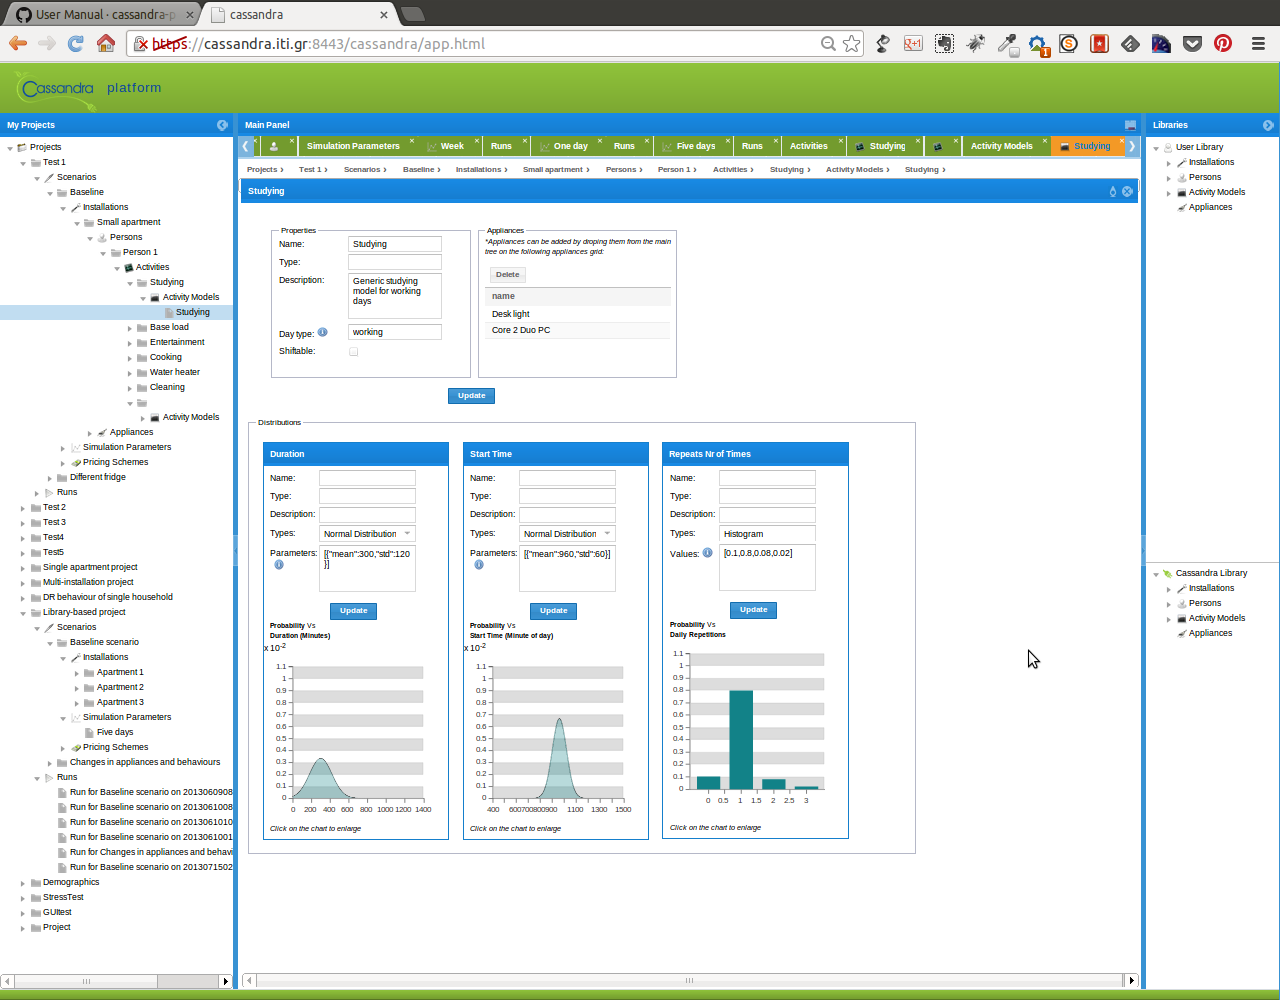 User Manual · cassandra-p
cassandra
https://cassandra.iti.gr:8443/cassandra/app.html
Cassandra platform
My Projects
Projects
Test 1
Scenarios
Baseline
Installations
Small apartment
Persons
Person 1
Activities
Studying
Activity Models
Studying
Base load
Entertainment
Cooking
Water heater
Cleaning
Activity Models
Appliances
Simulation Parameters
Pricing Schemes
Different fridge
Runs
Test 2
Test 3
Test4
Test5
Single apartment project
Multi-installation project
DR behaviour of single household
Library-based project
Scenarios
Baseline scenario
Installations
Apartment 1
Apartment 2
Apartment 3
Simulation Parameters
Five days
Pricing Schemes
Changes in appliances and behaviours
Runs
Run for Baseline scenario on 2013060908
Run for Baseline scenario on 2013061008
Run for Baseline scenario on 2013061010
Run for Baseline scenario on 2013061001
Run for Changes in appliances and behavi
Run for Baseline scenario on 2013071502
Demographics
StressTest
GUItest
Project
Main Panel
Simulation Parameters Week Runs One day Runs Five days Runs Activities Studying Activity Models Studying
Projects › Test 1 › Scenarios › Baseline › Installations › Small apartment › Persons › Person 1 › Activities › Studying › Activity Models › Studying ›
Studying
Properties
Name: Studying
Type:
Description: Generic studying
model for working
days
Day type: working
Shiftable:
Appliances
*Appliances can be added by droping them from the main
tree on the following appliances grid:
Delete
name
Desk light
Core 2 Duo PC
Update
Distributions
Duration
Name:
Type:
Description:
Types: Normal Distribution
Parameters: [{"mean":300,"std":120
}]
Update
Probability Vs
Duration (Minutes)
x 10-2
1.1
1
0.9
0.8
0.7
0.6
0.5
0.4
0.3
0.2
0.1
0
0 200 400 600 800 1000 1200 1400
Click on the chart to enlarge
Start Time
Name:
Type:
Description:
Types: Normal Distribution
Parameters: [{"mean":960,"std":60}]
Update
Probability Vs
Start Time (Minute of day)
x 10-2
1.1
1
0.9
0.8
0.7
0.6
0.5
0.4
0.3
0.2
0.1
0
400 600 700 800 900 1100 1300 1500
Click on the chart to enlarge
Repeats Nr of Times
Name:
Type:
Description:
Types: Histogram
Values: [0.1,0.8,0.08,0.02]
Update
Probability Vs
Daily Repetitions
1.1
1
0.9
0.8
0.7
0.6
0.5
0.4
0.3
0.2
0.1
0
0 0.5 1 1.5 2 2.5 3
Click on the chart to enlarge
Libraries
User Library
Installations
Persons
Activity Models
Appliances
Cassandra Library
Installations
Persons
Activity Models
Appliances